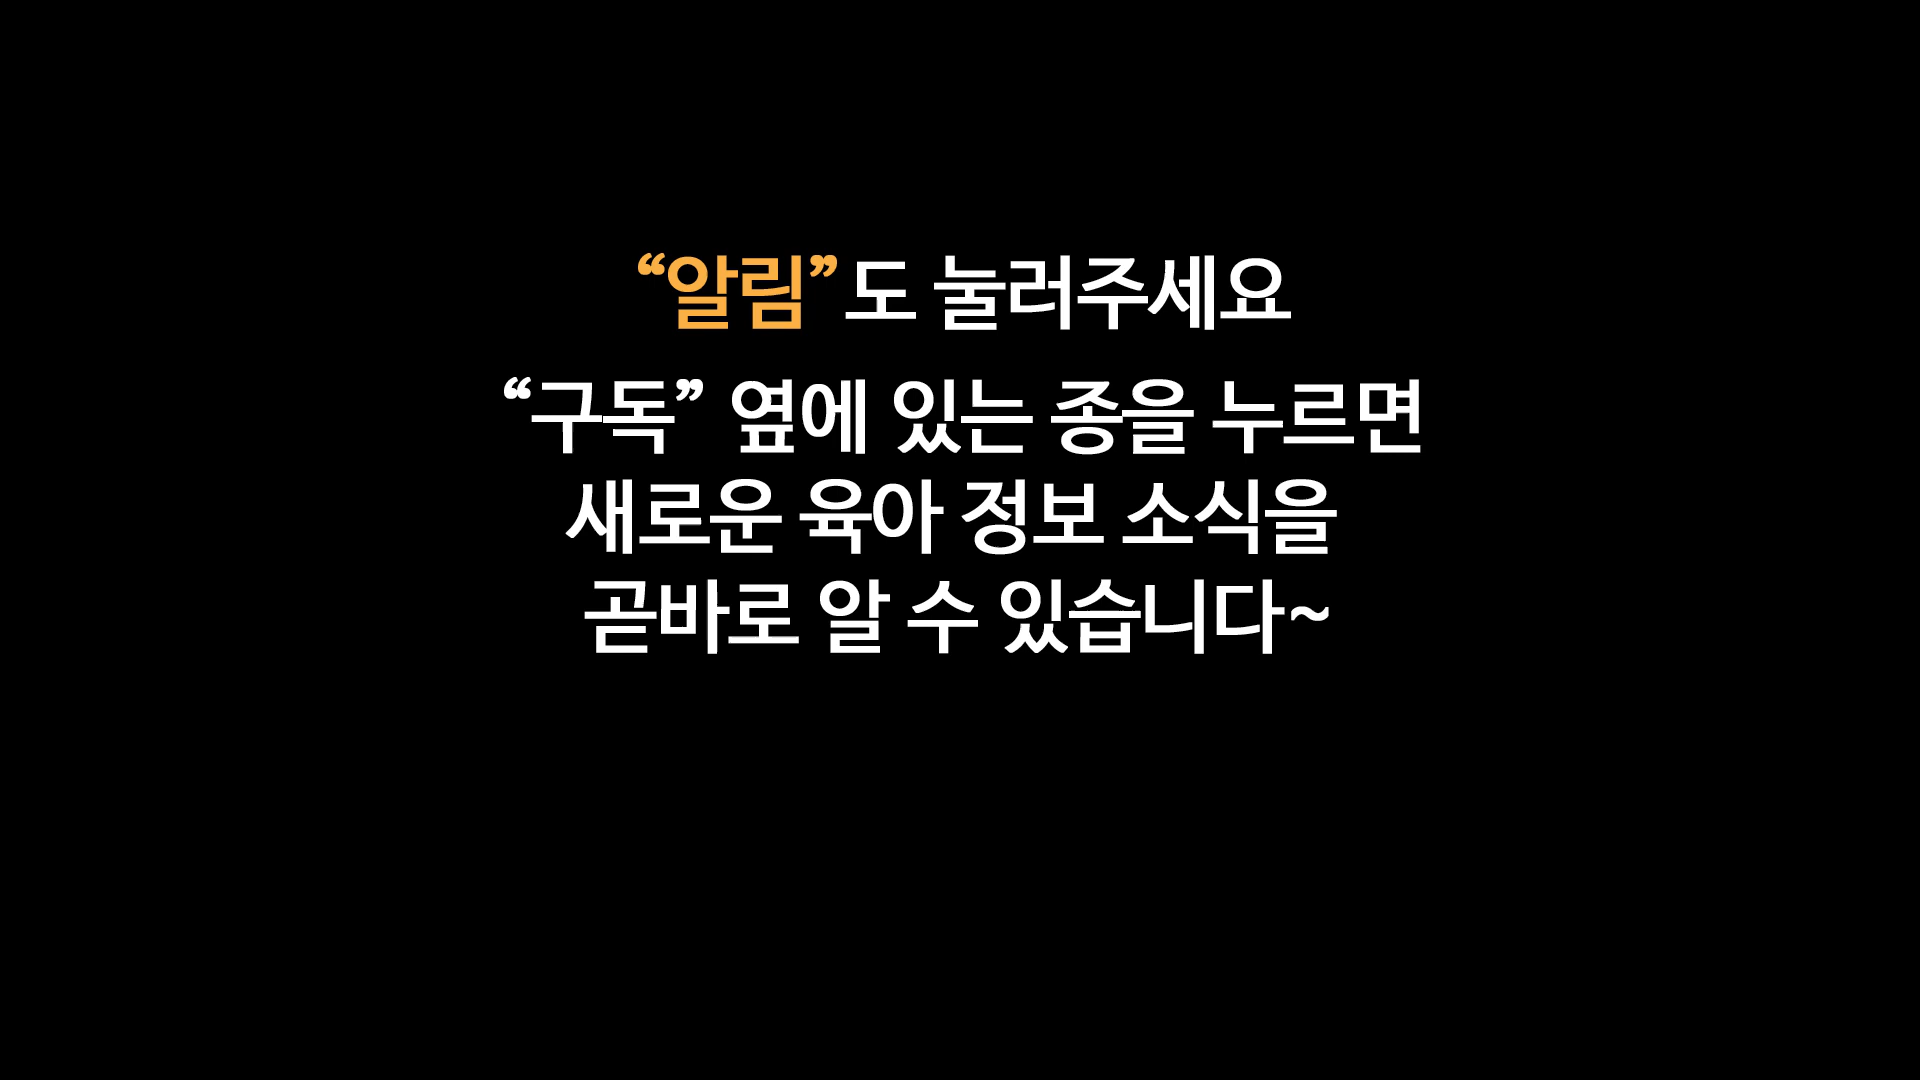 “알림”도 눌러주세요
“구독” 옆에 있는 종을 누르면
새로운 육아 정보 소식을
곧바로 알 수 있습니다~